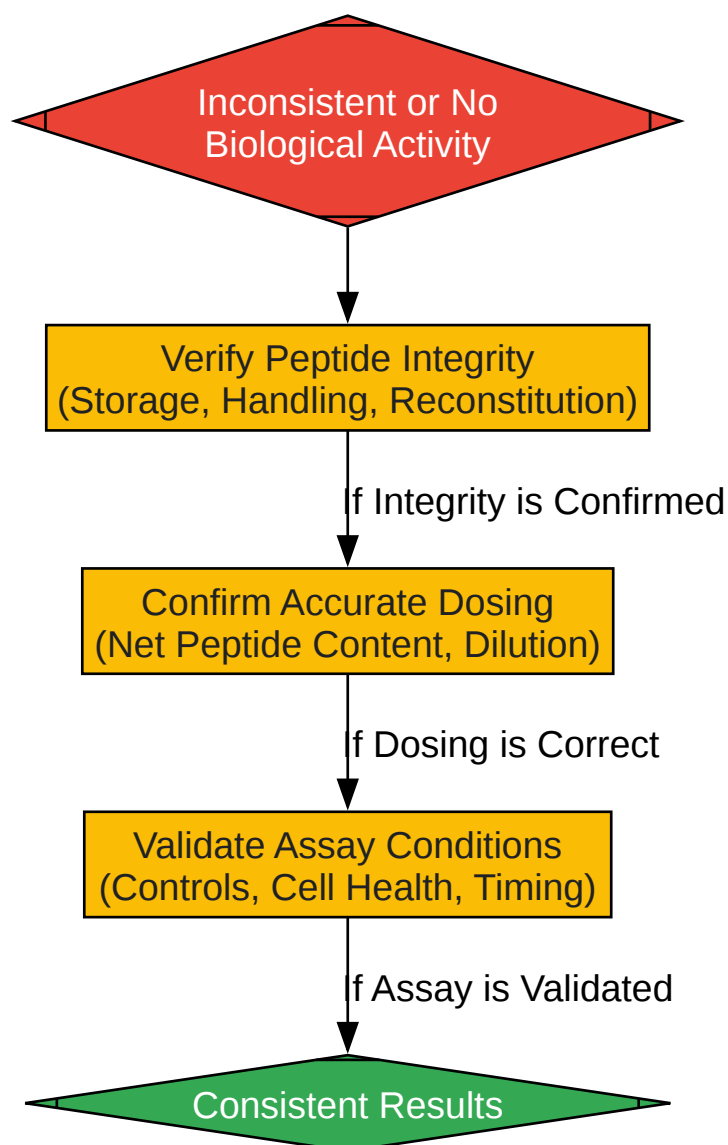 Inconsistent or No
Biological Activity
Verify Peptide Integrity
(Storage, Handling, Reconstitution)
If Integrity is Confirmed
Confirm Accurate Dosing
(Net Peptide Content, Dilution)
If Dosing is Correct
Validate Assay Conditions
(Controls, Cell Health, Timing)
If Assay is Validated
Consistent Results